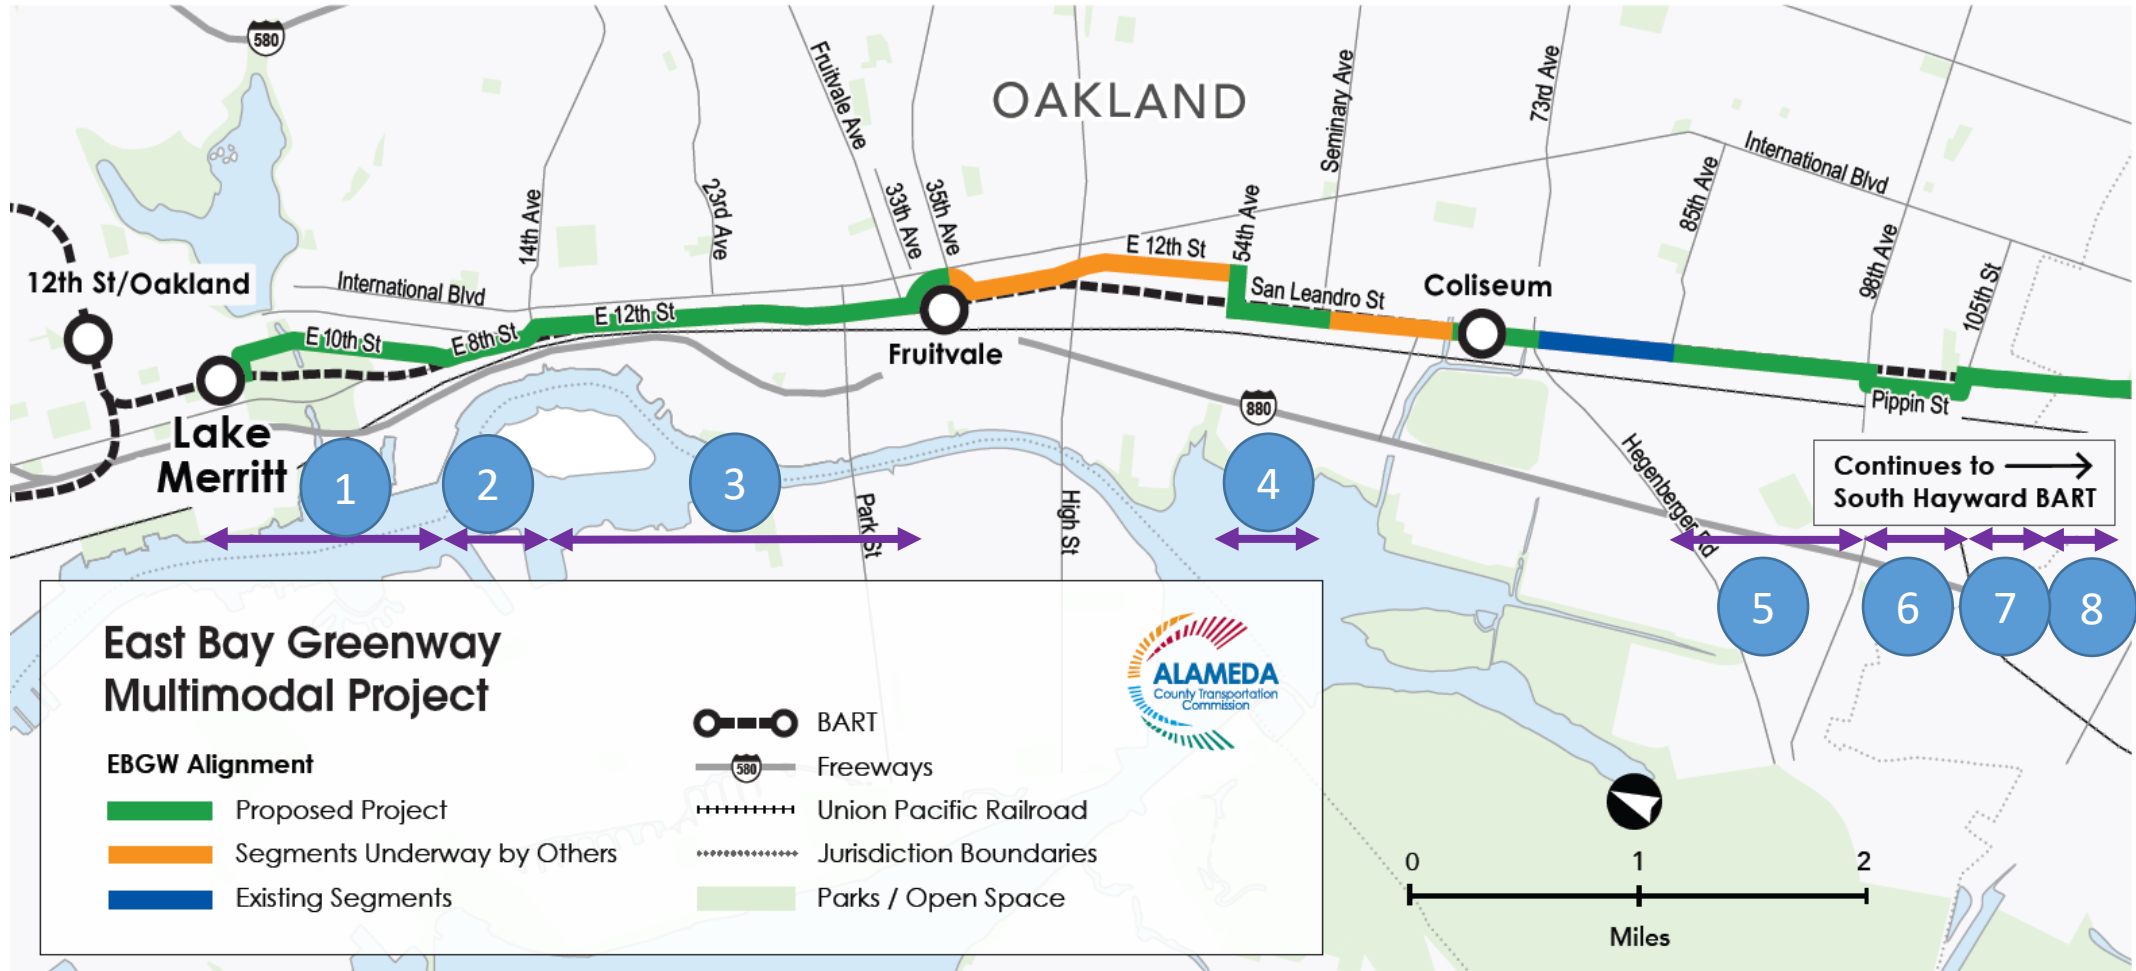 580
OAKLAND
Fruitvale Ave
33th Ave
35th Ave
Seminary Ave
73rd Ave
International Blvd
85th Ave
98th Ave
105th St
14th Ave
23rd Ave
54th Ave
12th St/Oakland
International Blvd
E 10th St
E 8th St
E 12th St
E 12th St
San Leandro St
Coliseum
Fruitvale
Lake
Merritt
880
Pippin St
Hegenberger Rd
Park St
High St
Continues to
South Hayward BART
1
2
3
4
5
6
7
8
East Bay Greenway
Multimodal Project
ALAMEDA
County Transportation
Commission
EBGW Alignment
Proposed Project
Segments Underway by Others
Existing Segments
BART
580
Freeways
Union Pacific Railroad
Jurisdiction Boundaries
Parks / Open Space
0 1 2
Miles